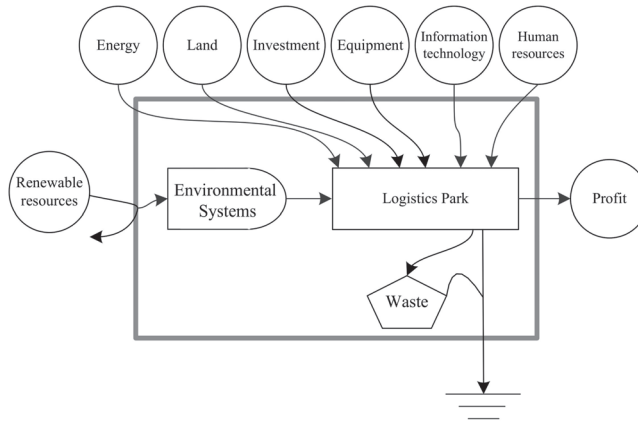 Energy
Land
Investment
Equipment
Information
technology
Human
resources
Renewable
resources
Environmental
Systems
Logistics Park
Profit
Waste